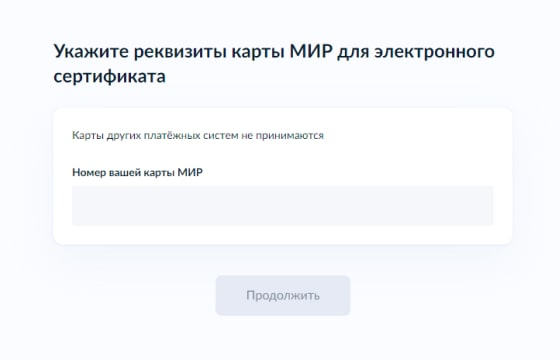 Укажите реквизиты карты МИР для электронного
сертификата
Карты других платёжных систем не принимаются
Номер вашей карты МИР
Продолжить